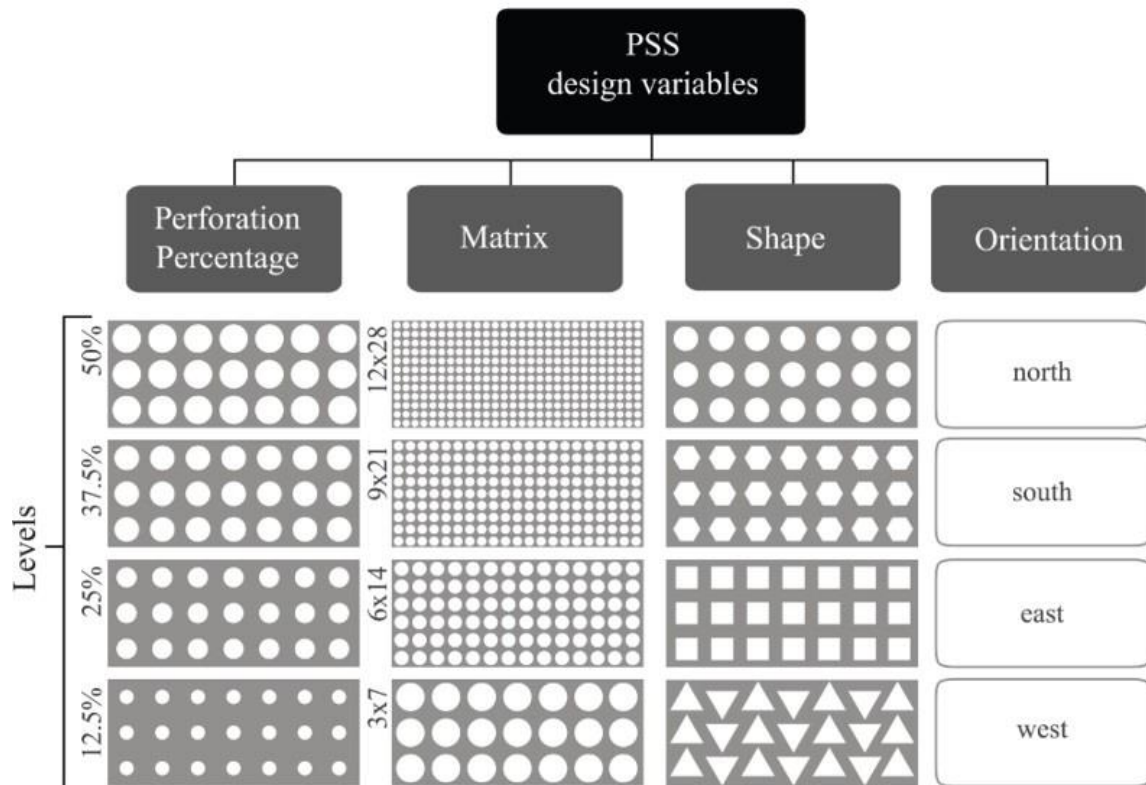 PSS
design variables
Perforation
Percentage
Matrix
Shape
Orientation
Levels
50%
12x28
north
37.5%
9x21
south
25%
6x14
east
12.5%
3x7
west